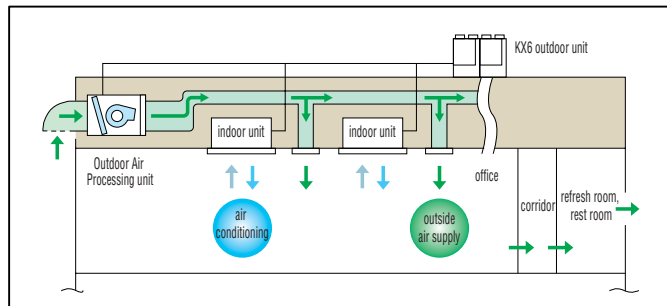 KX6 outdoor unit
indoor unit
indoor unit
Outdoor Air
Processing unit
office
corridor
refresh room,
rest room
air
conditioning
outside
air supply